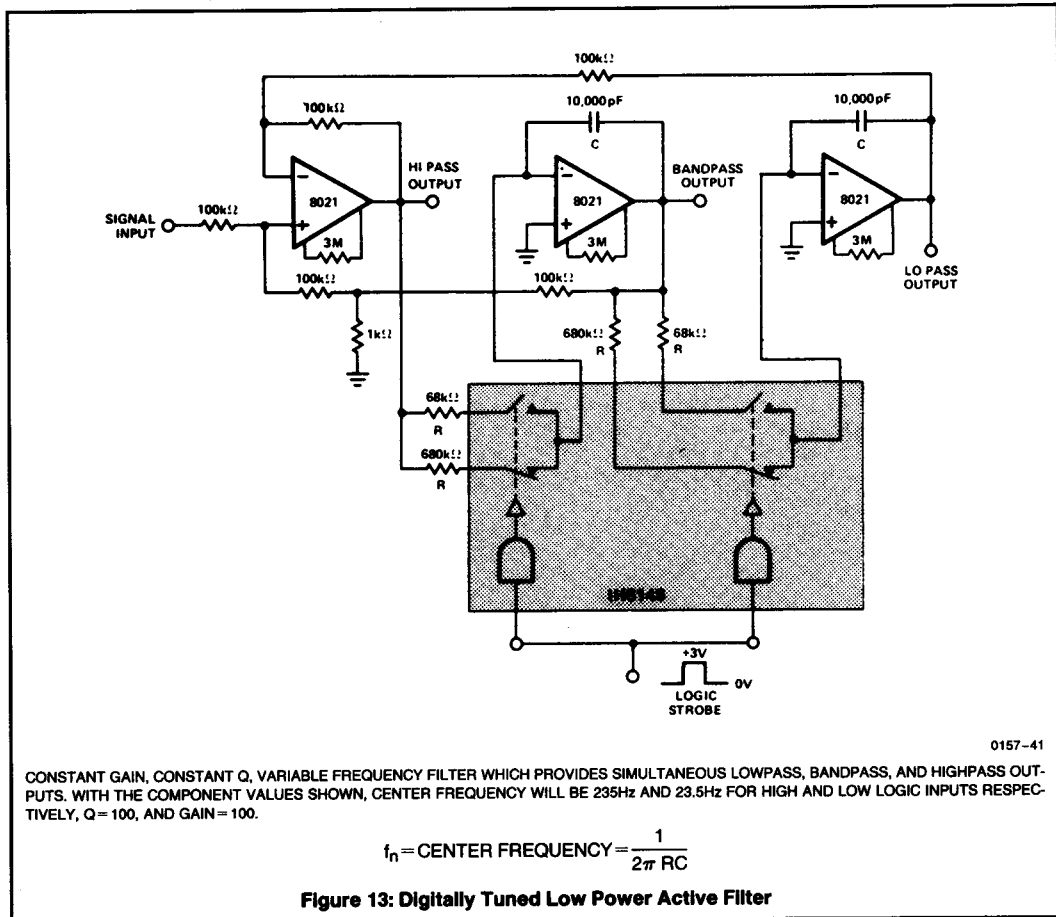 100kΩ
100kΩ
10,000pF
C
10,000pF
C
HI PASS
OUTPUT
BANDPASS
OUTPUT
SIGNAL
INPUT
100kΩ
−
+
8021
3M
−
+
8021
3M
−
+
8021
3M
LO PASS
OUTPUT
100kΩ
100kΩ
1kΩ
680kΩ
R
68kΩ
R
68kΩ
R
680kΩ
R
+3V
0V
LOGIC
STROBE
0157–41
CONSTANT GAIN, CONSTANT Q, VARIABLE FREQUENCY FILTER WHICH PROVIDES SIMULTANEOUS LOWPASS, BANDPASS, AND HIGHPASS OUT-
PUTS. WITH THE COMPONENT VALUES SHOWN, CENTER FREQUENCY WILL BE 235Hz AND 23.5Hz FOR HIGH AND LOW LOGIC INPUTS RESPEC-
TIVELY, Q = 100, AND GAIN = 100.
fn = CENTER FREQUENCY = 1 / 2π RC
Figure 13: Digitally Tuned Low Power Active Filter